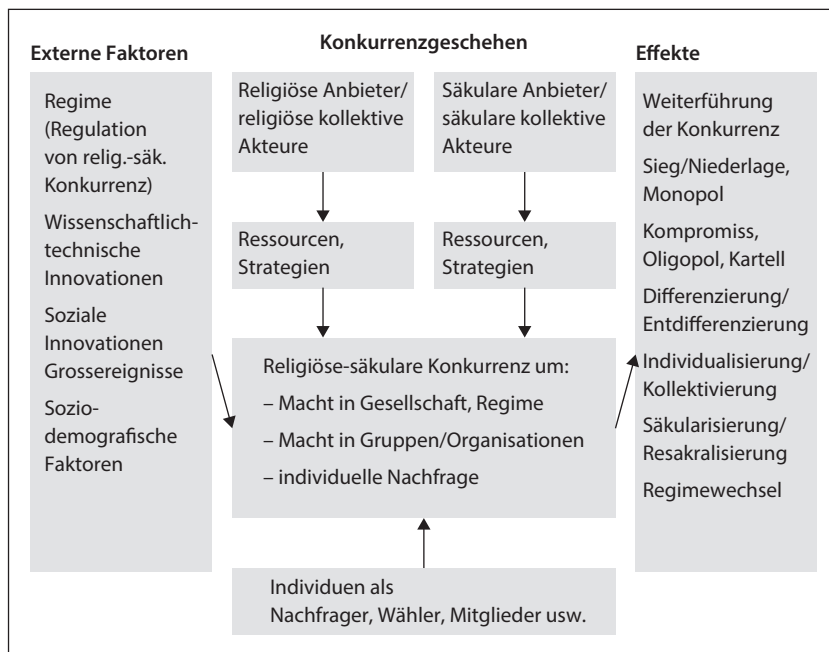 Externe Faktoren
Regime
(Regulation
von relig.-säk.
Konkurrenz)
Wissenschaftlich-
technische
Innovationen
Soziale
Innovationen
Grossereignisse
Sozio-
demografische
Faktoren
Konkurrenzgeschehen
Religiöse Anbieter/
religiöse kollektive
Akteure
Säkulare Anbieter/
säkulare kollektive
Akteure
Ressourcen,
Strategien
Ressourcen,
Strategien
Religiöse-säkulare Konkurrenz um:
– Macht in Gesellschaft, Regime
– Macht in Gruppen/Organisationen
– individuelle Nachfrage
Individuen als
Nachfrager, Wähler, Mitglieder usw.
Effekte
Weiterführung
der Konkurrenz
Sieg/Niederlage,
Monopol
Kompromiss,
Oligopol, Kartell
Differenzierung/
Entdifferenzierung
Individualisierung/
Kollektivierung
Säkularisierung/
Resakralisierung
Regimewechsel